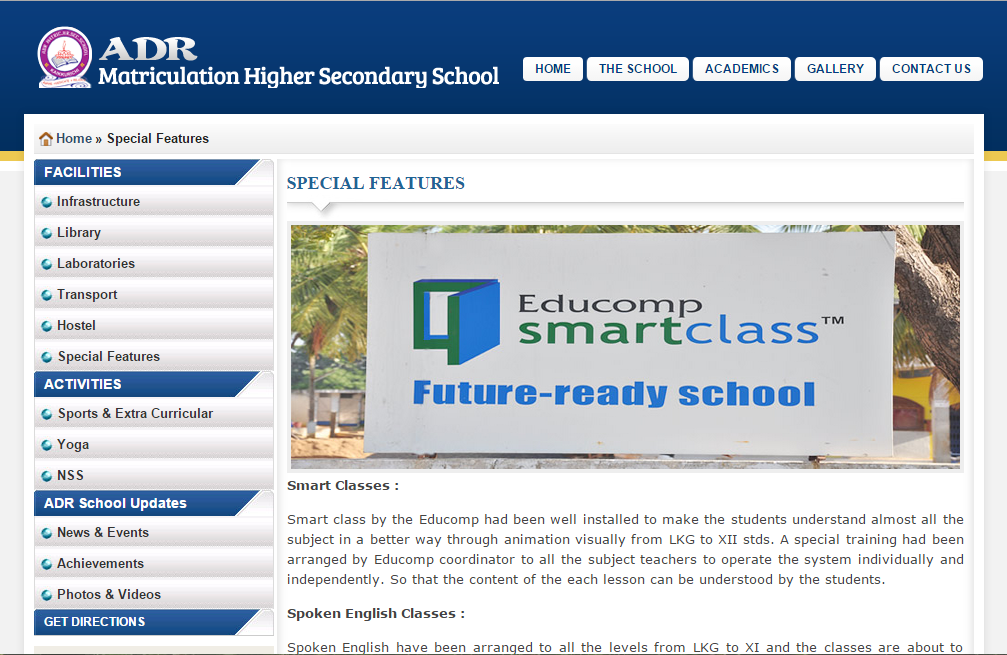 ADR
Matriculation Higher Secondary School
HOME
THE SCHOOL
ACADEMICS
GALLERY
CONTACT US
Home » Special Features
FACILITIES
Infrastructure
Library
Laboratories
Transport
Hostel
Special Features
ACTIVITIES
Sports & Extra Curricular
Yoga
NSS
ADR School Updates
News & Events
Achievements
Photos & Videos
GET DIRECTIONS
SPECIAL FEATURES
Educomp
smartclass™
Future-ready school
Smart Classes :
Smart class by the Educomp had been well installed to make the students understand almost all the
subject in a better way through animation visually from LKG to XII stds. A special training had been
arranged by Educomp coordinator to all the subject teachers to operate the system individually and
independently. So that the content of the each lesson can be understood by the students.
Spoken English Classes :
Spoken English have been arranged to all the levels from LKG to XI and the classes are about to